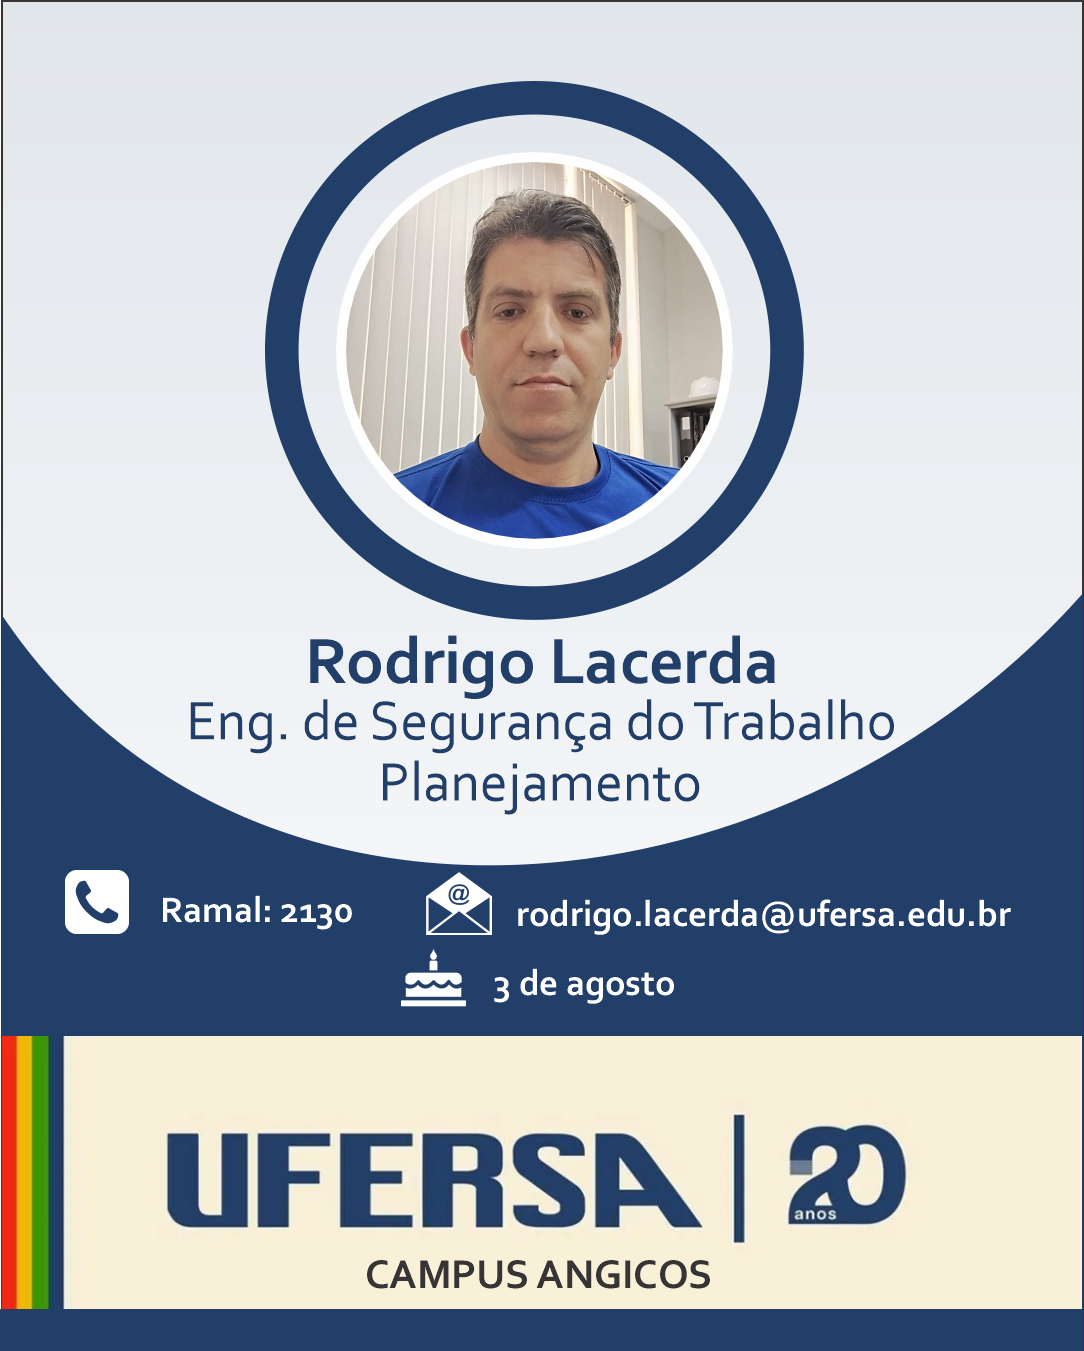 Rodrigo Lacerda
Eng. de Segurança do Trabalho
Planejamento
Ramal: 2130
@
rodrigo.lacerda@ufersa.edu.br
3 de agosto
UFERSA
20
anos
CAMPUS ANGICOS